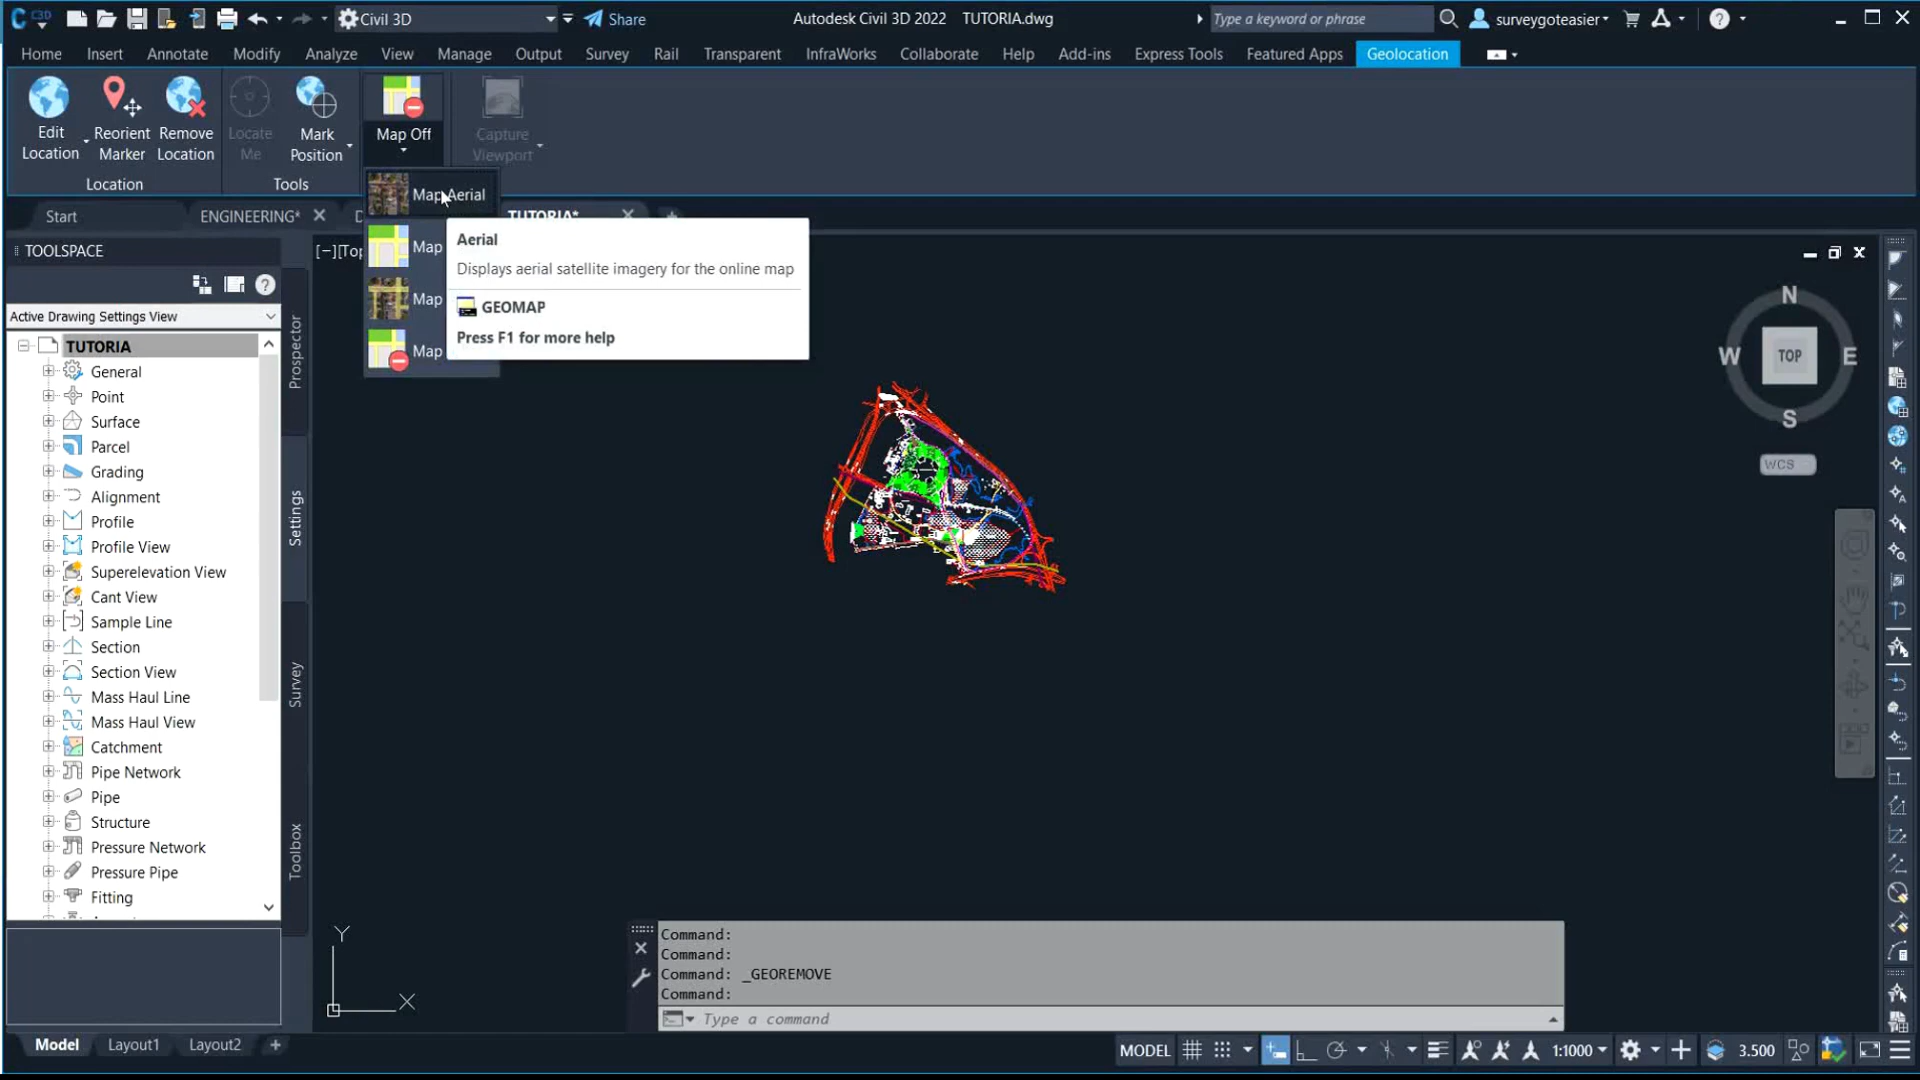 C3D
Civil 3D
Share
Autodesk Civil 3D 2022 TUTORIA.dwg
Type a keyword or phrase
surveygoteasier
Home Insert Annotate Modify Analyze View Manage Output Survey Rail Transparent InfraWorks Collaborate Help Add-ins Express Tools Featured Apps Geolocation
Edit Location
Reorient Marker
Remove Location
Locate Me
Mark Position
Map Off
Capture Viewport
Location
Tools
Map Aerial
Map
Map
Map
Start
ENGINEERING*
D
TUTORIA*
Aerial
Displays aerial satellite imagery for the online map
GEOMAP
Press F1 for more help
TOOLSPACE
Active Drawing Settings View
TUTORIA
General
Point
Surface
Parcel
Grading
Alignment
Profile
Profile View
Superelevation View
Cant View
Sample Line
Section
Section View
Mass Haul Line
Mass Haul View
Catchment
Pipe Network
Pipe
Structure
Pressure Network
Pressure Pipe
Fitting
Prospector
Settings
Survey
Toolbox
[−][Top
N
W
TOP
E
S
WCS
Y
X
Command:
Command:
Command: _GEOREMOVE
Command:
Type a command
Model Layout1 Layout2 +
MODEL
1:1000
3.500